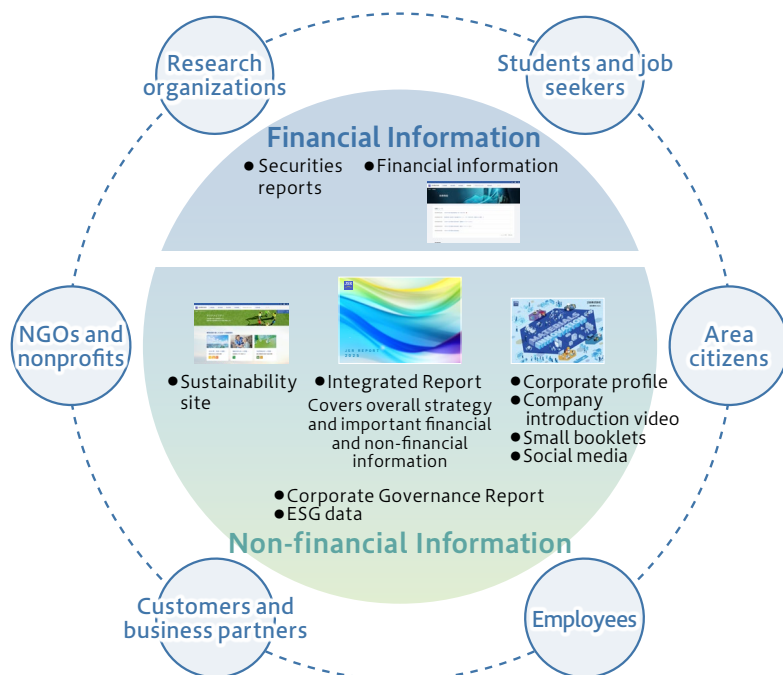 Research
organizations
Students and job
seekers
Financial Information
● Securities
reports
● Financial information
NGOs and
nonprofits
Area
citizens
JSR REPORT
● Sustainability
site
● Integrated Report
Covers overall strategy
and important financial
and non-financial
information
● Corporate profile
● Company
introduction video
● Small booklets
● Social media
● Corporate Governance Report
● ESG data
Non-financial Information
Customers and
business partners
Employees